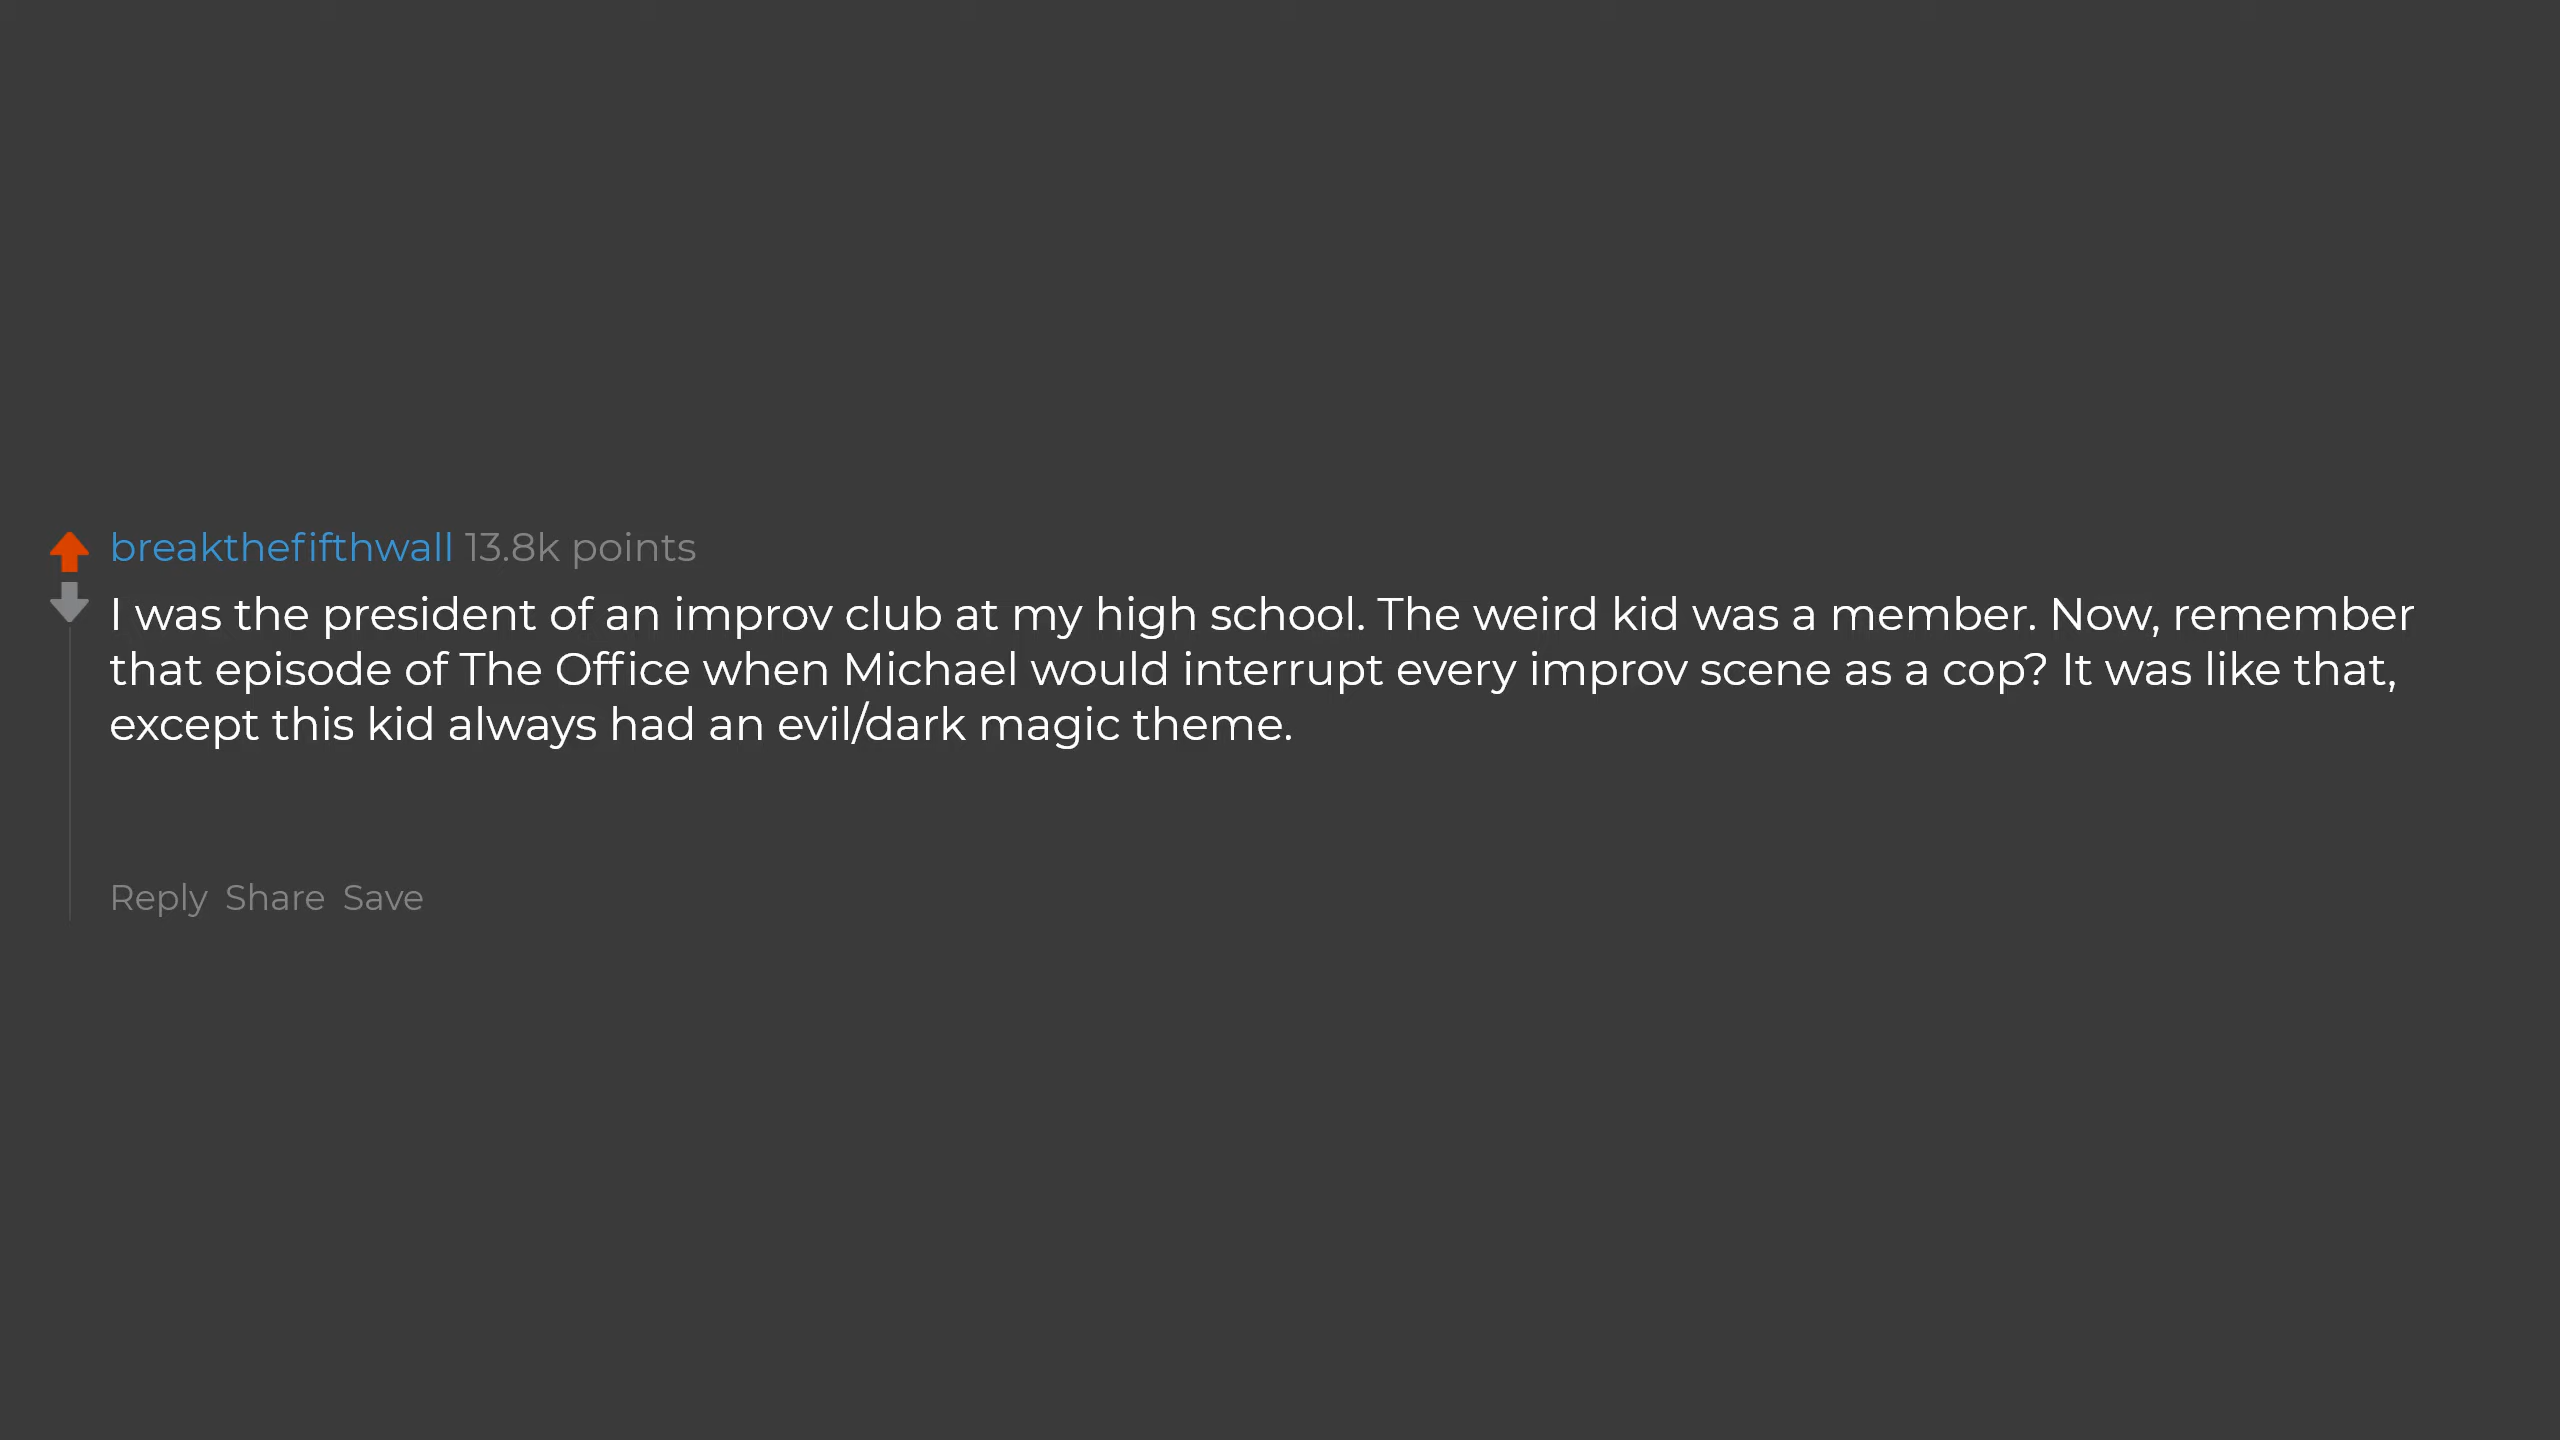 breakthefifthwall 13.8k points
I was the president of an improv club at my high school. The weird kid was a member. Now, remember
that episode of The Office when Michael would interrupt every improv scene as a cop? It was like that,
except this kid always had an evil/dark magic theme.
Reply Share Save